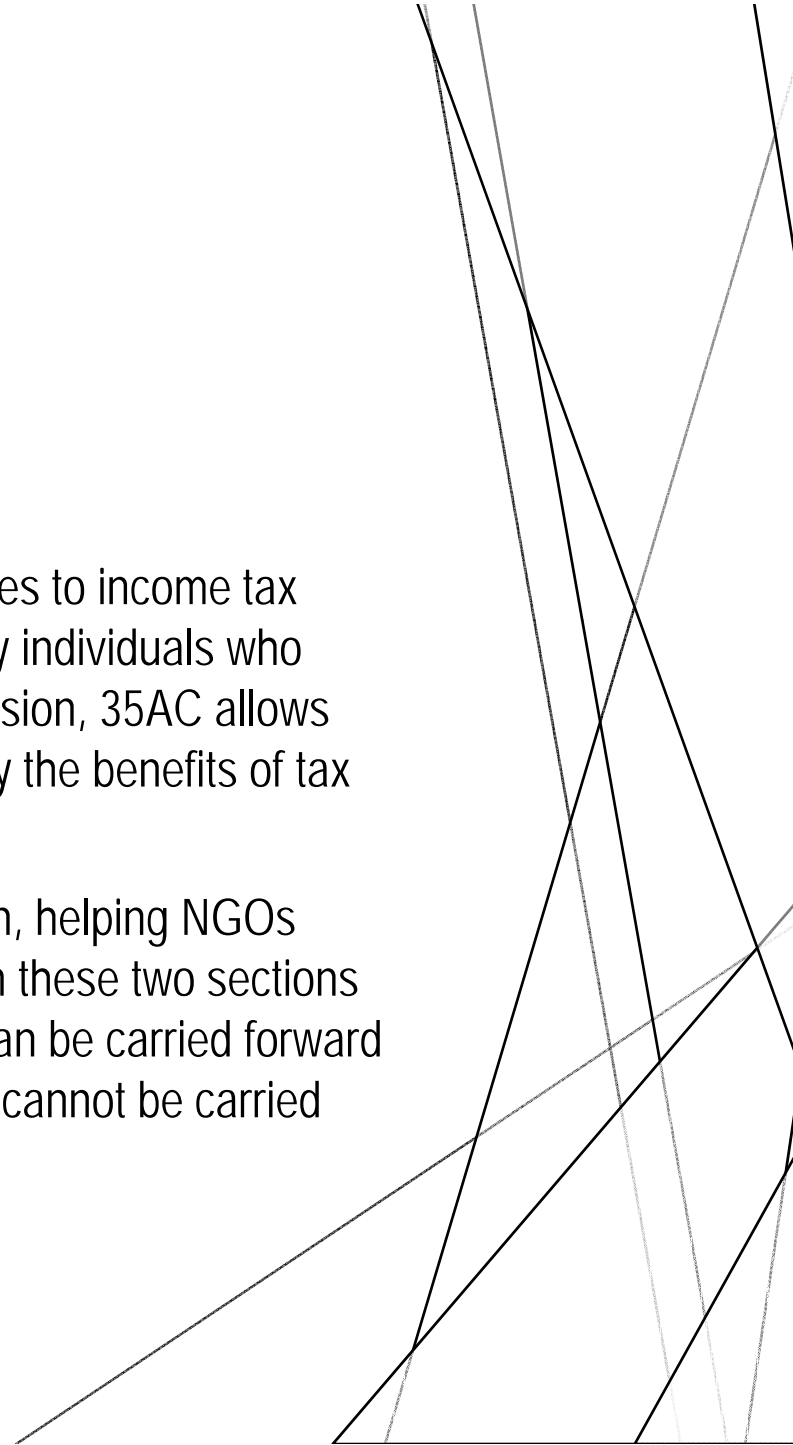 es to income tax
y individuals who
sion, 35AC allows
y the benefits of tax
n, helping NGOs
n these two sections
an be carried forward
cannot be carried